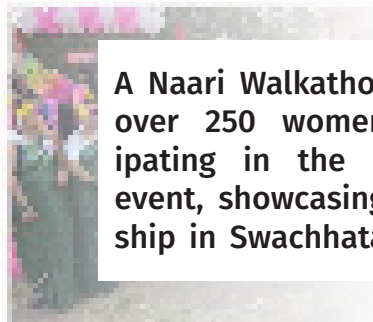 A Naari Walkatho
over 250 women
ipating in the
event, showcasing
ship in Swachhata